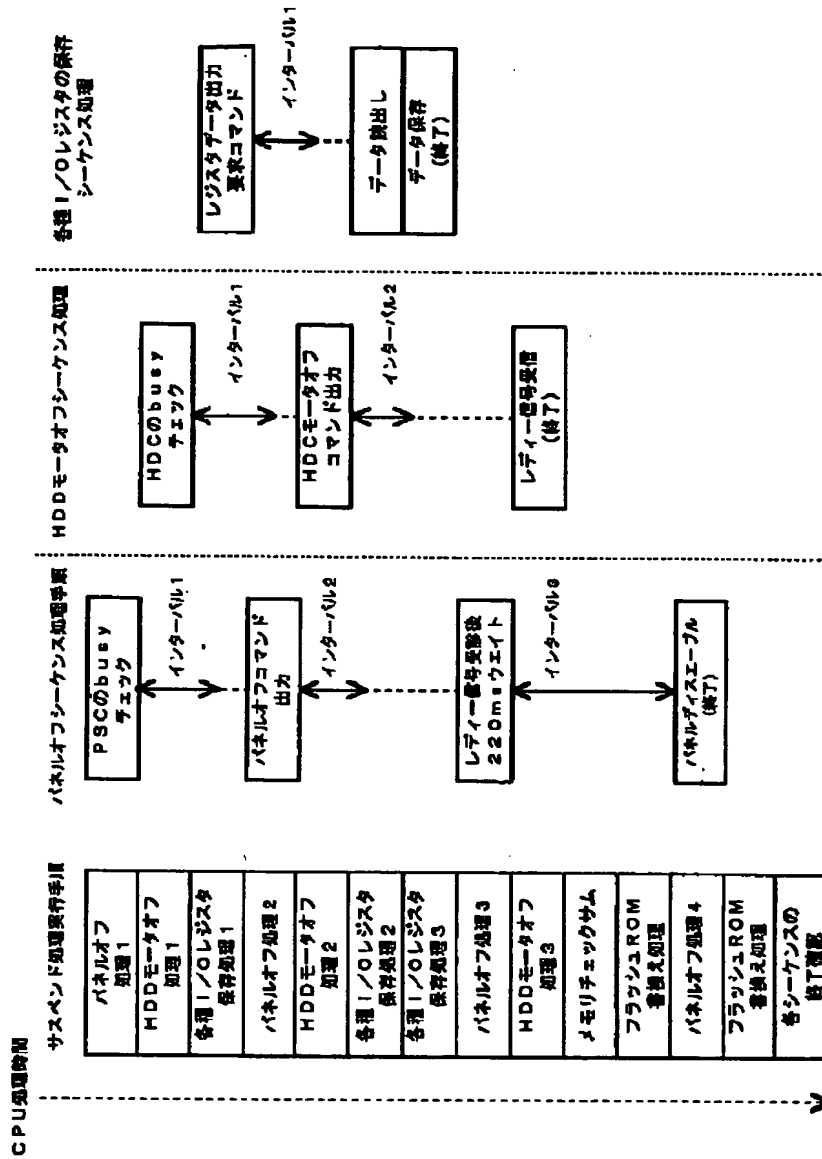 CPU処理時間
サスペンド処理実行手順
パネルオフ
処理1
HDDモータオフ
処理1
各種I/Oレジスタ
保存処理1
パネルオフ処理2
HDDモータオフ
処理2
各種I/Oレジスタ
保存処理2
各種I/Oレジスタ
保存処理3
パネルオフ処理3
HDDモータオフ
処理3
メモリチェックサム
フラッシュROM
書換え処理
パネルオフ処理4
フラッシュROM
書換え処理
各シーケンスの
終了確認
パネルオフシーケンス処理手順
PSCのbusy
チェック
インターバル1
パネルオフコマンド
出力
インターバル2
レディー信号受診後
220msウエイト
インターバル3
パネルディスエーブル
(終了)
HDDモータオフシーケンス処理
HDCのbusy
チェック
インターバル1
HDCモータオフ
コマンド出力
インターバル2
レディー信号受信
(終了)
各種I/Oレジスタの保存
シーケンス処理
レジスタデータ出力
要求コマンド
インターバル1
データ読出し
データ保存
(終了)